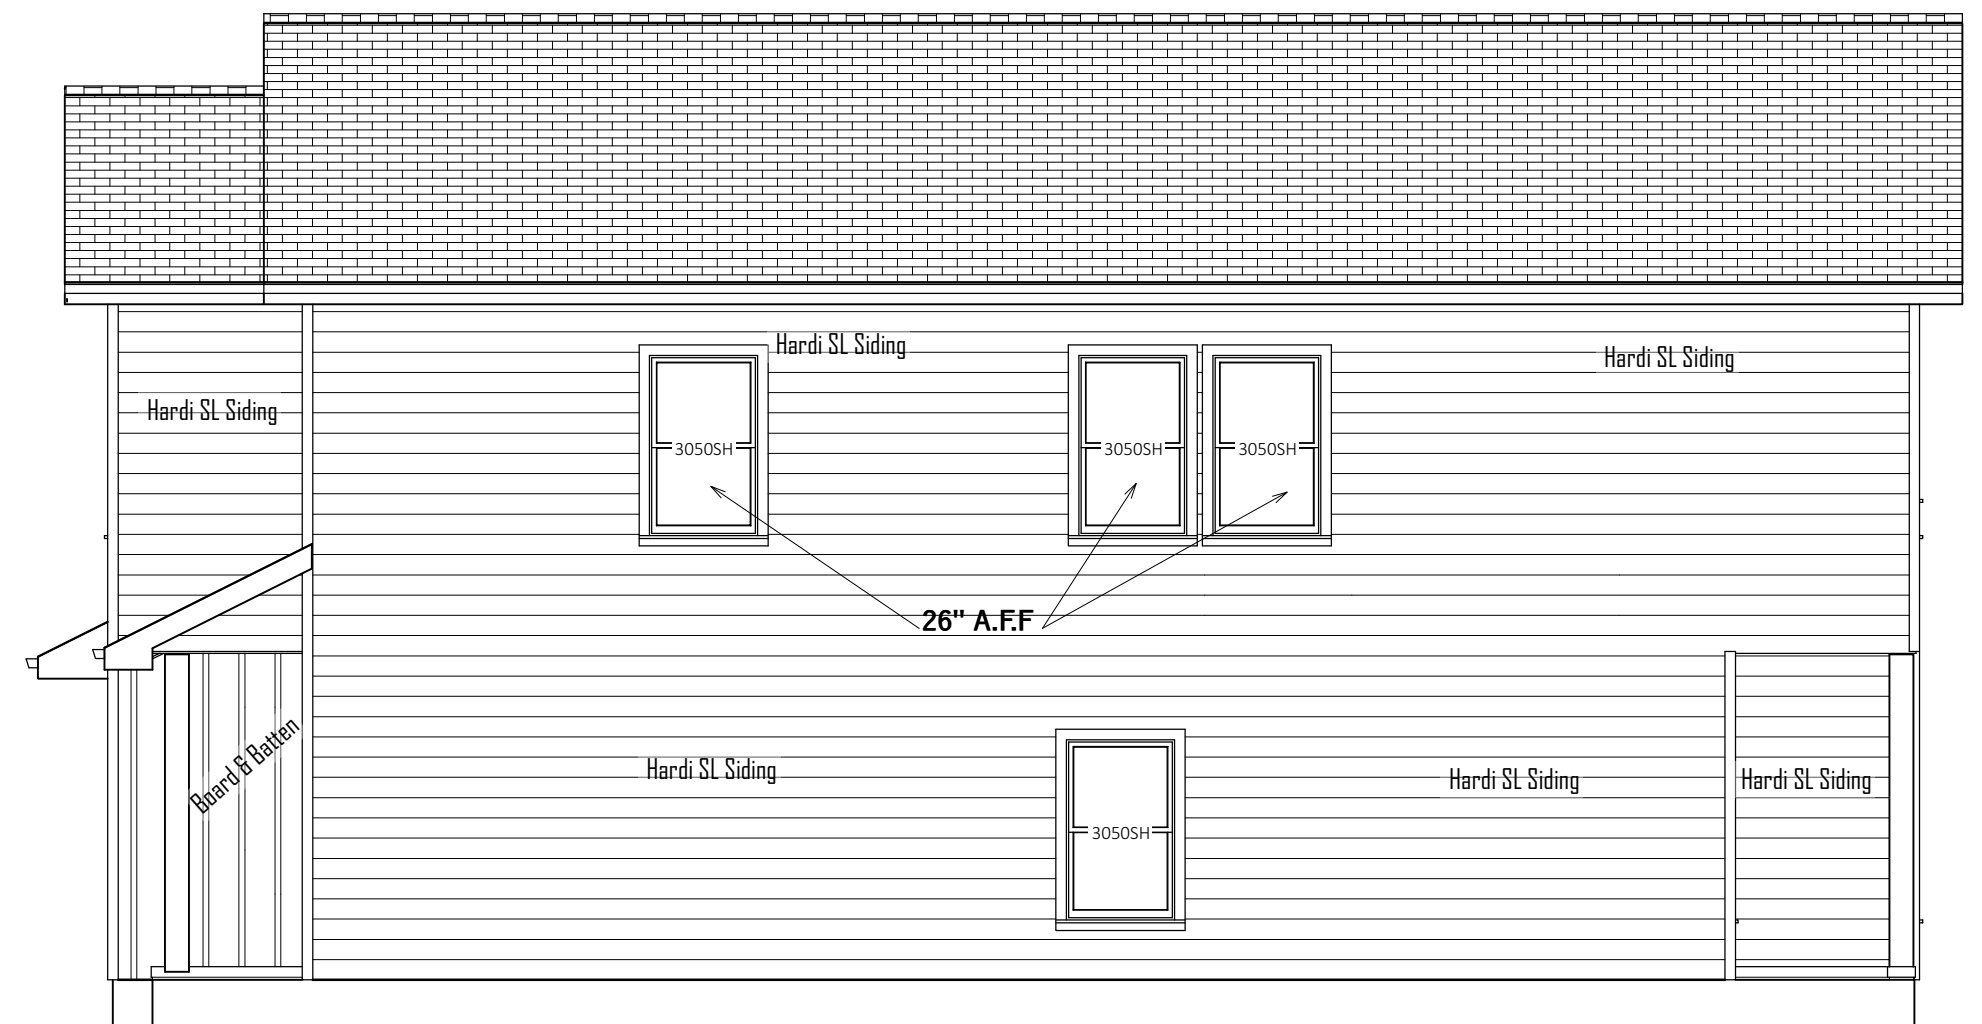 Hardi SL Siding
Hardi SL Siding
Hardi SL Siding
3050SH
3050SH
3050SH
26" A.F.F
Board & Batten
Hardi SL Siding
Hardi SL Siding
Hardi SL Siding
3050SH